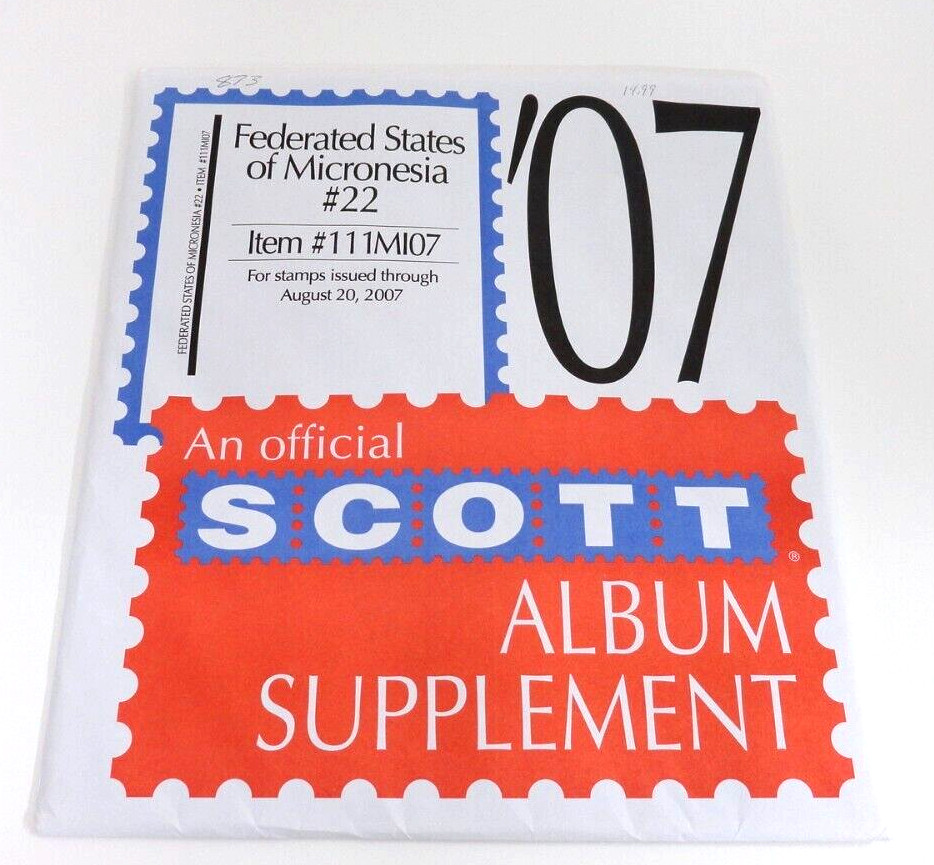 873
19.99
'07
Federated States
of Micronesia
#22
Item #111MI07
For stamps issued through
August 20, 2007
FEDERATED STATES OF MICRONESIA #22 • ITEM #111MI07
An official
SCOTT®
ALBUM
SUPPLEMENT